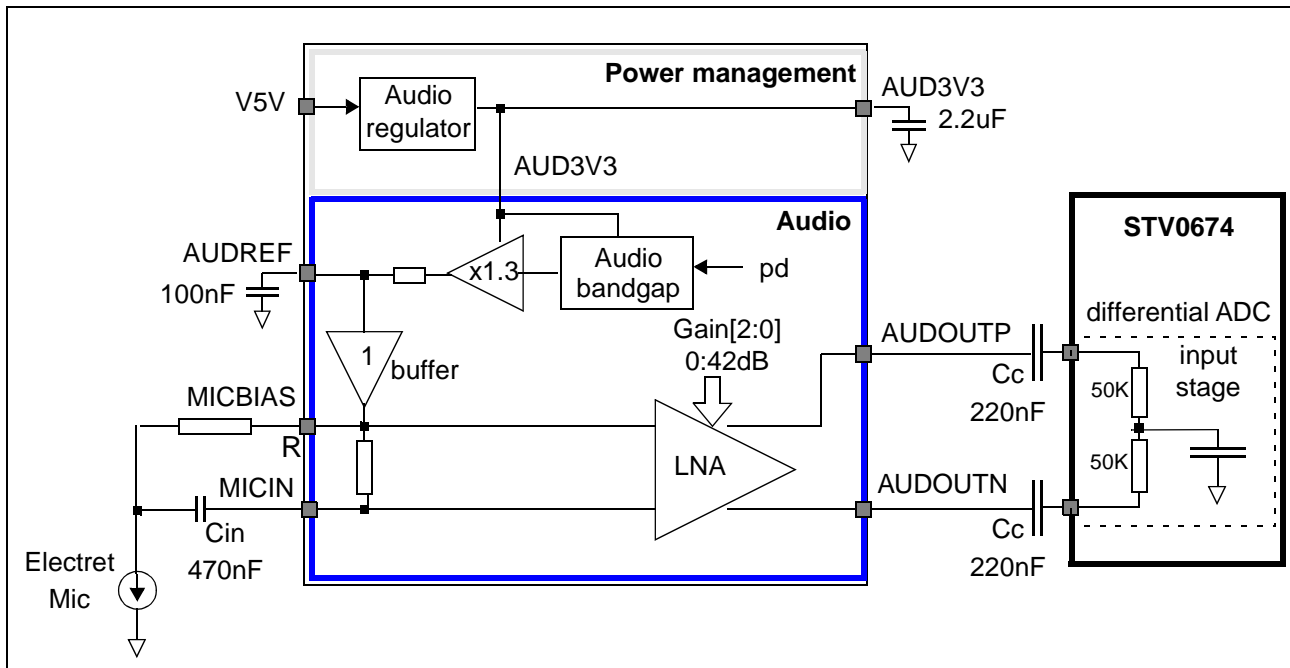 Power management
V5V
Audio
regulator
AUD3V3
2.2uF
AUD3V3
Audio
STV0674
AUDREF
100nF
x1.3
Audio
bandgap
pd
differential ADC
Gain[2:0]
0:42dB
AUDOUTP
input
stage
1
buffer
Cc
220nF
50K
MICBIAS
R
LNA
50K
MICIN
AUDOUTN
Cin
470nF
Cc
220nF
Electret
Mic